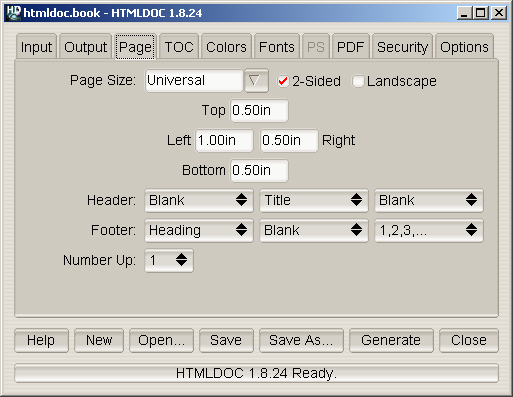 htmldoc.book - HTMLDOC 1.8.24
Input Output Page TOC Colors Fonts PS PDF Security Options
Page Size: Universal 2-Sided Landscape
Top 0.50in
Left 1.00in 0.50in Right
Bottom 0.50in
Header: Blank Title Blank
Footer: Heading Blank 1,2,3,...
Number Up: 1
Help New Open... Save Save As... Generate Close
HTMLDOC 1.8.24 Ready.